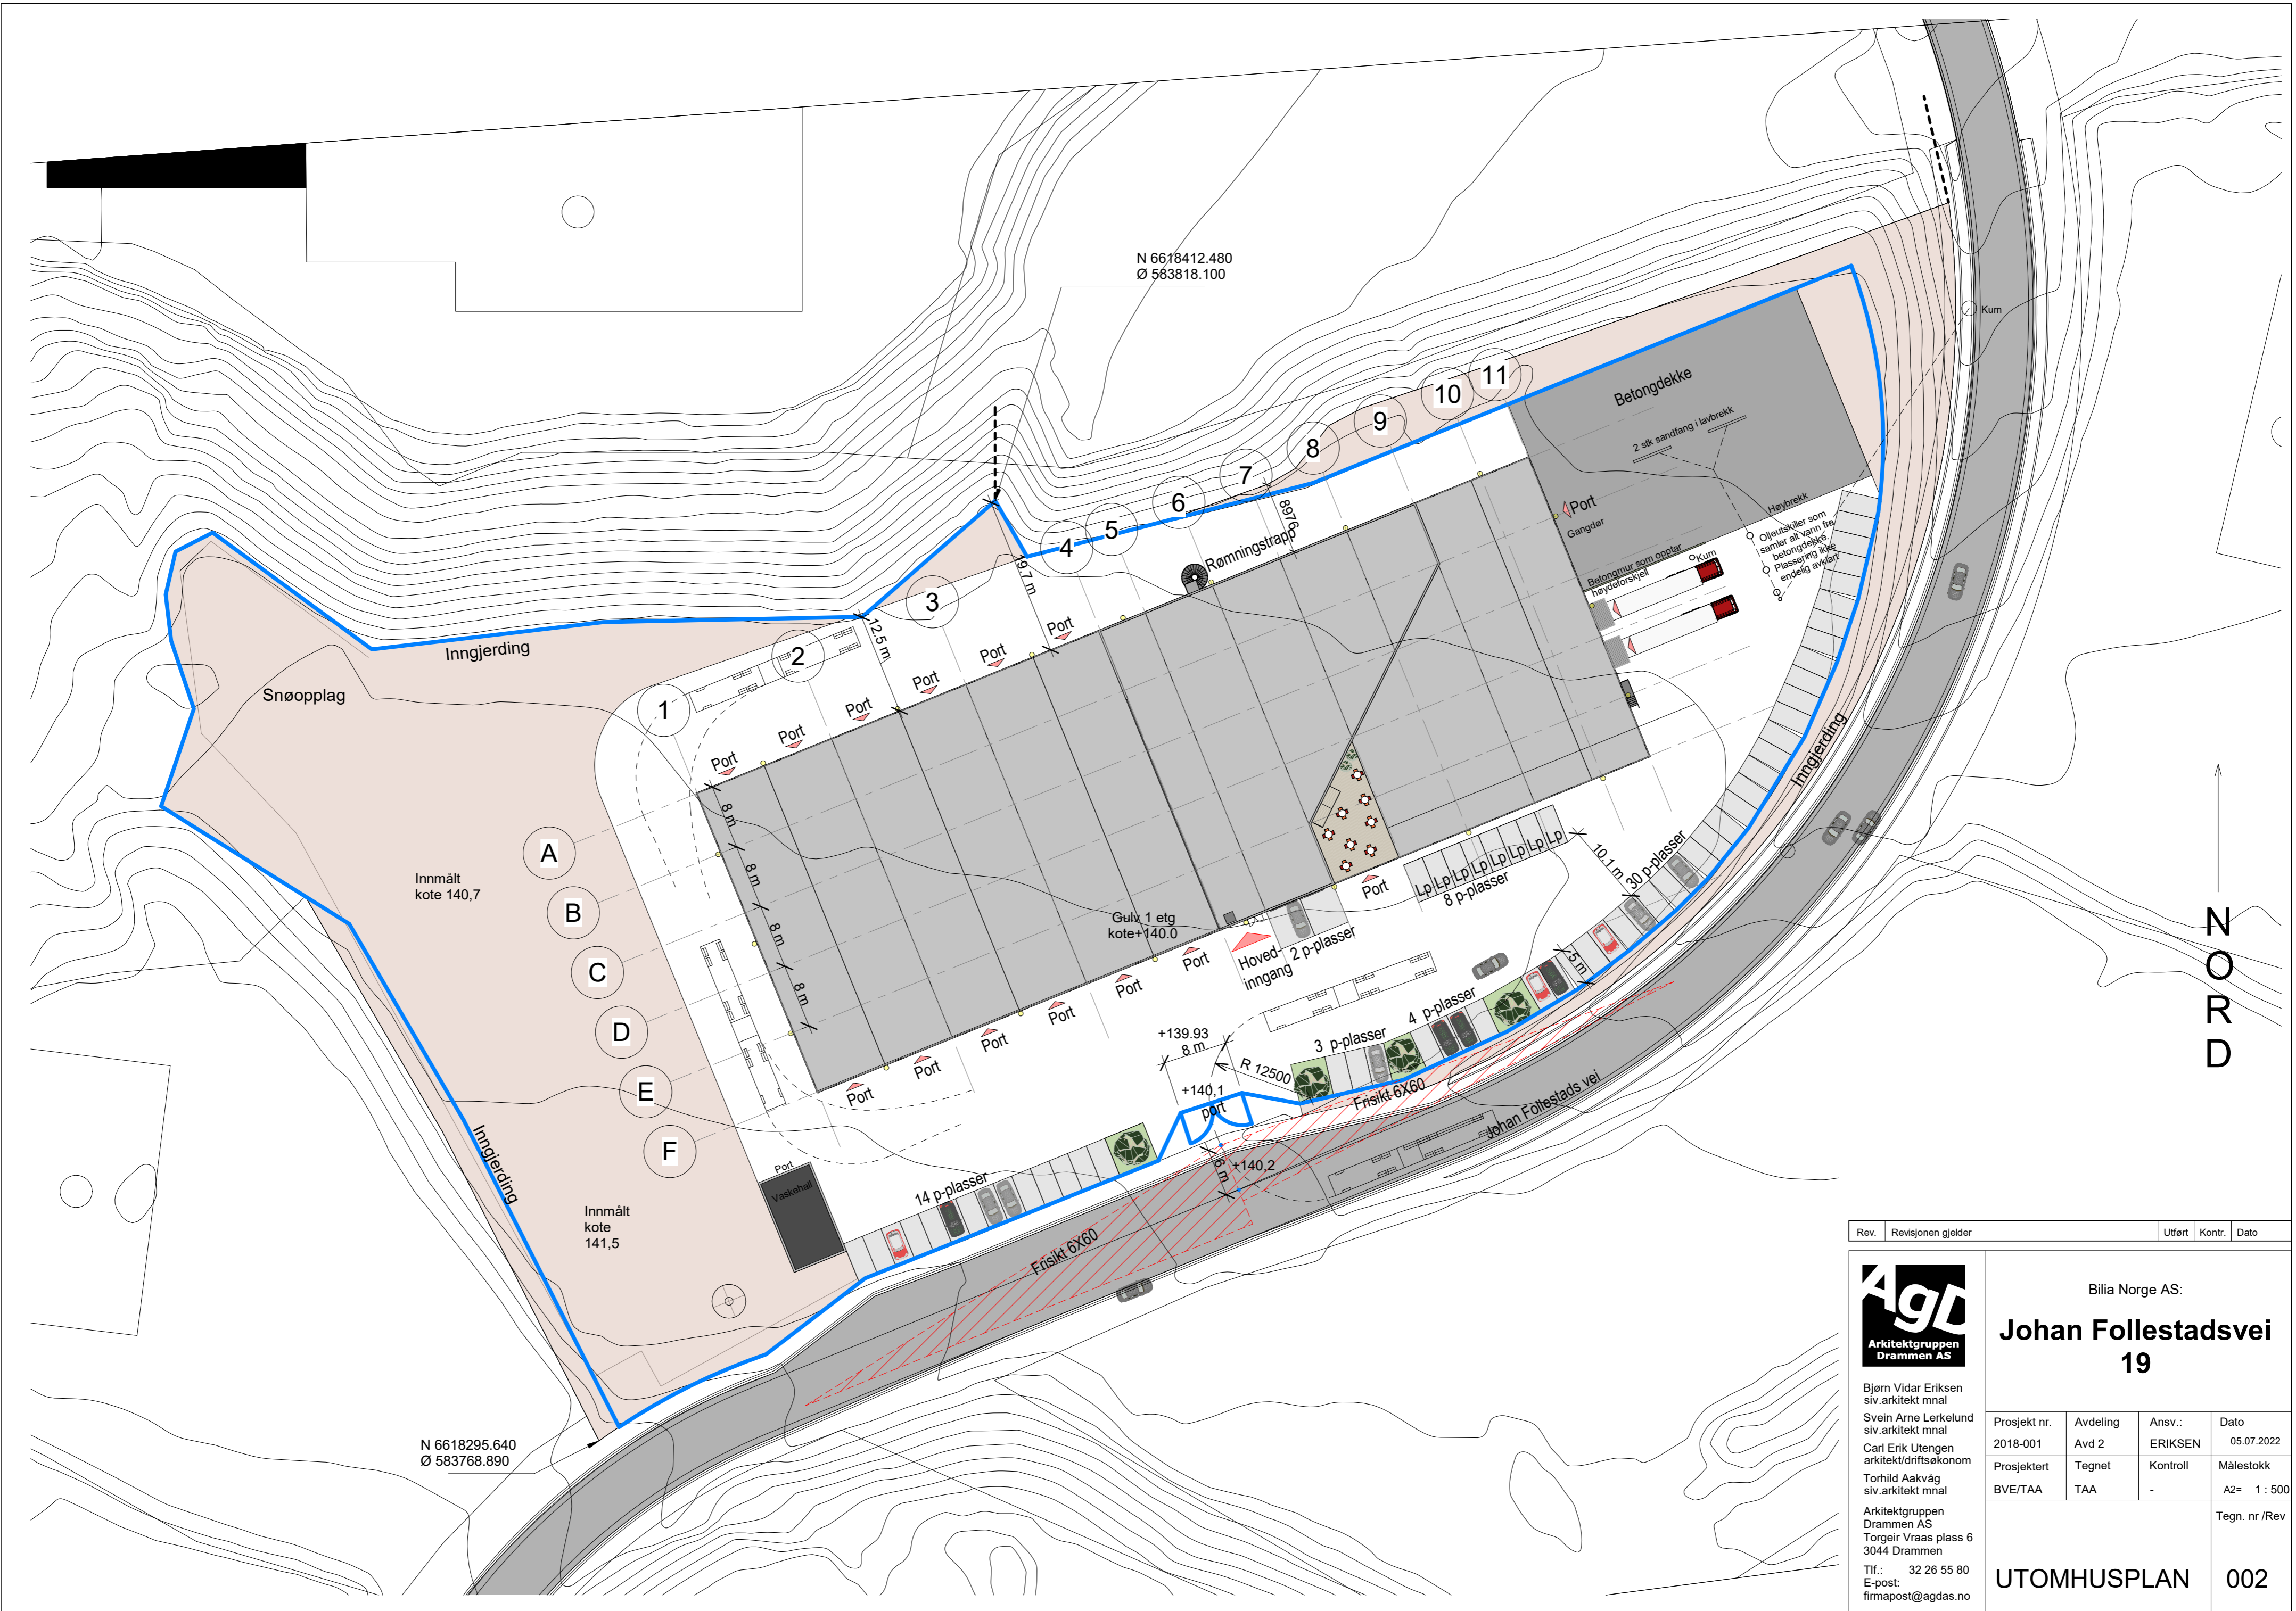 N 6618412.480
Ø 583818.100
Kum
11
10
9
8
7
6
5
4
3
2
1
Betongdekke
2 stk sandfang i lavbrekk
Port
Gangdør
Høybrekk
Oljeutskiller som
samler alt vann fra
betongdekke.
Plassering ikke
endelig avklart
Kum
Betongmur som opptar
høydeforskjell
8976
Rømningstrapp
19.7 m
12.5 m
Inngjerding
Snøopplag
Port
Port
Port
Port
Port
Port
8 m
8 m
8 m
8 m
A
B
C
D
E
F
Innmålt
kote 140,7
Innmålt
kote
141,5
Inngjerding
Inngjerding
Gulv 1 etg
kote+140.0
Port
Port
Port
Port
Port
Port
Hoved-
inngang
2 p-plasser
Port
Lp Lp Lp Lp Lp Lp Lp Lp
8 p-plasser
10.1 m
30 p-plasser
5 m
4 p-plasser
3 p-plasser
+139.93
8 m
R 12500
+140,1
port
Frisikt 6X60
Johan Follestads vei
6 m
+140,2
14 p-plasser
Port
Vaskehall
Frisikt 6X60
N 6618295.640
Ø 583768.890
N
O
R
D
Rev. Revisjonen gjelder Utført Kontr. Dato
AgD
Arkitektgruppen
Drammen AS
Bjørn Vidar Eriksen
siv.arkitekt mnal
Svein Arne Lerkelund
siv.arkitekt mnal
Carl Erik Utengen
arkitekt/driftsøkonom
Torhild Aakvåg
siv.arkitekt mnal
Arkitektgruppen
Drammen AS
Torgeir Vraas plass 6
3044 Drammen
Tlf.: 32 26 55 80
E-post:
firmapost@agdas.no
Bilia Norge AS:
Johan Follestadsvei
19
Prosjekt nr. Avdeling Ansv.: Dato
2018-001 Avd 2 ERIKSEN 05.07.2022
Prosjektert Tegnet Kontroll Målestokk
BVE/TAA TAA - A2= 1 : 500
Tegn. nr /Rev
UTOMHUSPLAN 002